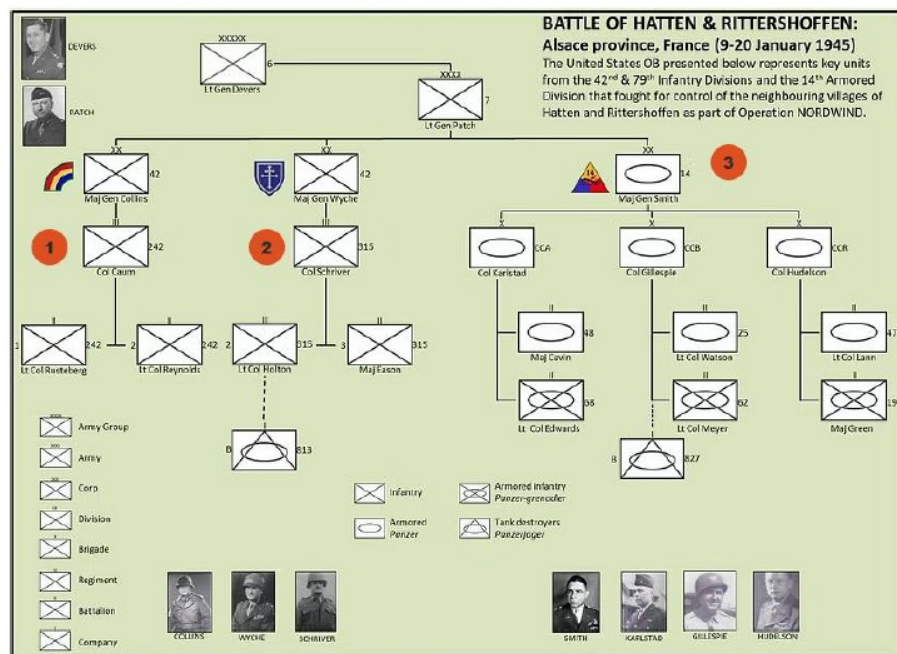 BATTLE OF HATTEN & RITTERSHOFFEN:
Alsace province, France (9-20 January 1945)
The United States OB presented below represents key units
from the 42nd & 79th Infantry Divisions and the 14th Armored
Division that fought for control of the neighbouring villages of
Hatten and Rittershoffen as part of Operation NORDWIND.
DEVERS
PATCH
XXXXX
6
Lt Gen Devers
XXXX
7
Lt Gen Patch
XX
42
Maj Gen Collins
XX
42
Maj Gen Wyche
XX
14
Maj Gen Smith
3
1
III
242
Col Caum
2
III
315
Col Schriver
X
CCA
Col Karlstad
X
CCB
Col Gillespie
X
CCR
Col Hudelson
II
1
242
Lt Col Rusteberg
II
2
242
Lt Col Reynolds
II
2
315
Lt Col Holton
II
3
315
Maj Eason
II
48
Maj Cavin
II
25
Lt Col Watson
II
47
Lt Col Lann
II
68
Lt Col Edwards
II
62
Lt Col Meyer
II
19
Maj Green
B
813
B
827
Army Group
Army
Corp
Division
Brigade
Regiment
Battalion
Company
Infantry
Armored
Panzer
Armored infantry
Panzer-grenadier
Tank destroyers
Panzerjager
COLLINS
WYCHE
SCHRIVER
SMITH
KARLSTAD
GILLESPIE
HUDELSON